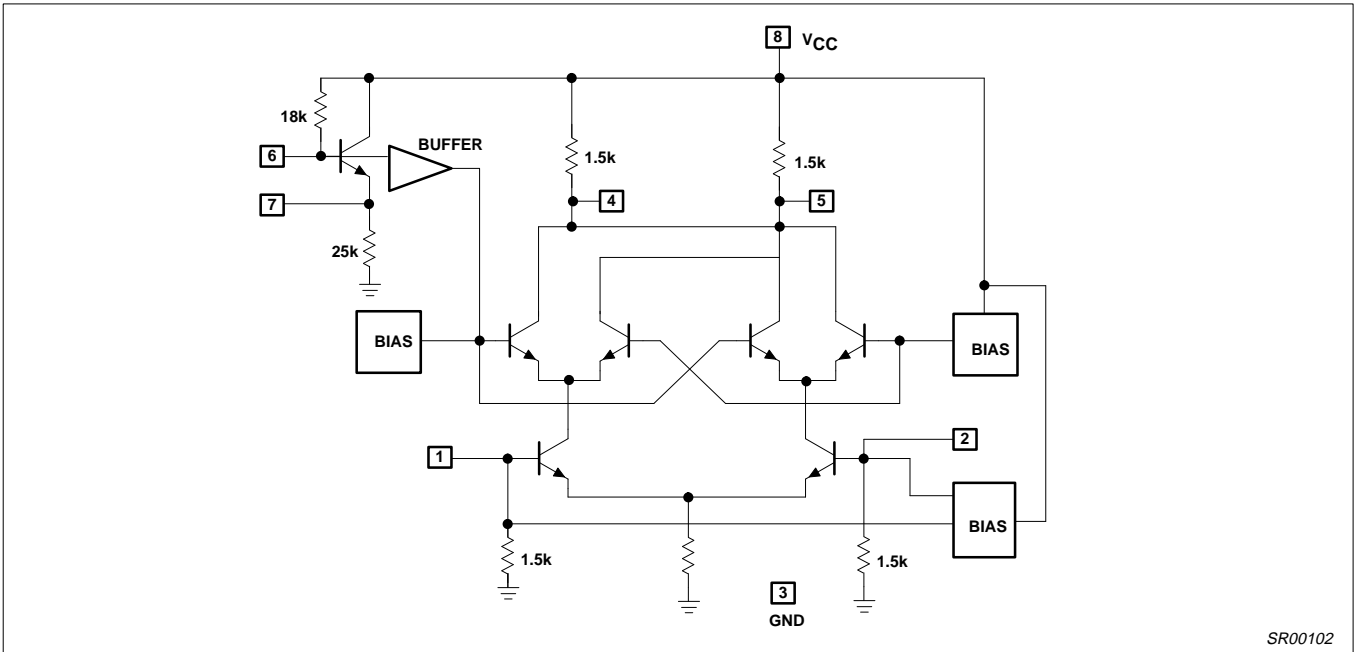 8 VCC
18k
BUFFER
6
1.5k
1.5k
7
4
5
25k
BIAS
BIAS
1
2
BIAS
1.5k
1.5k
3
GND
SR00102